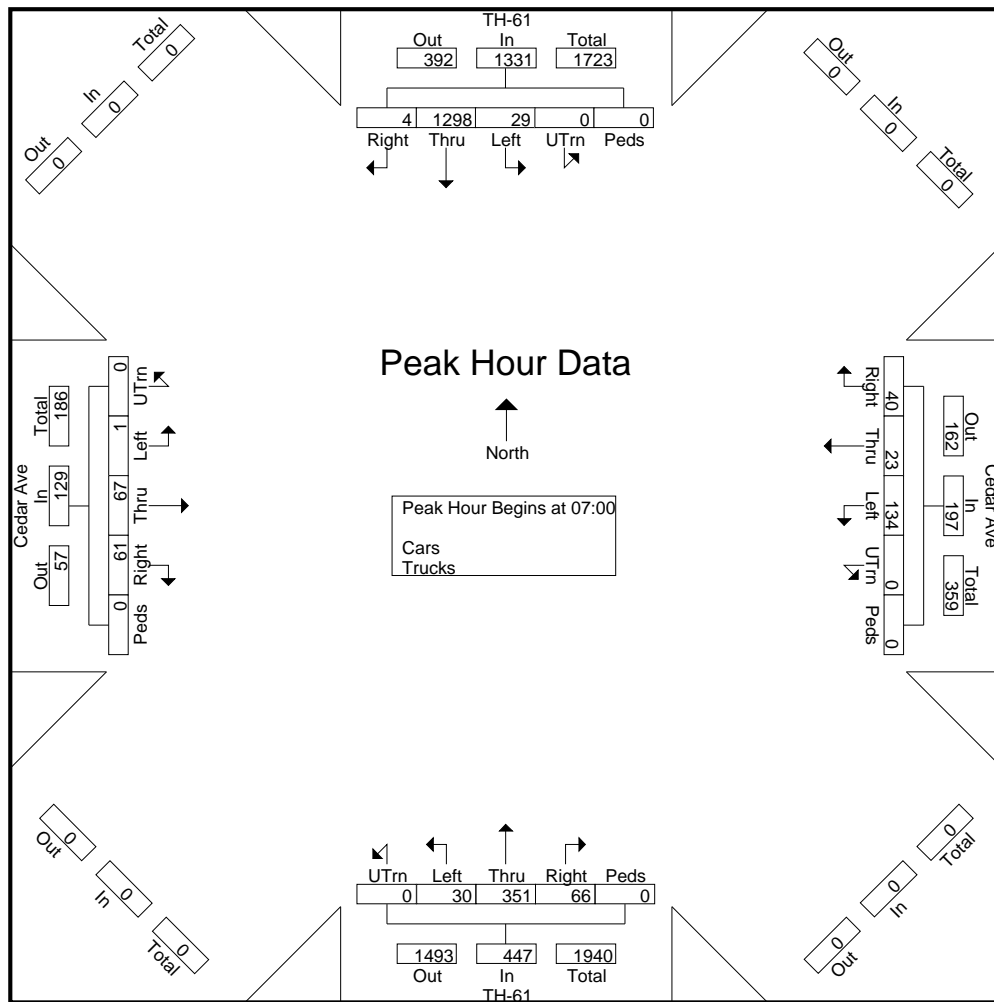 TH-61
Out In Total
392 1331 1723
4 1298 29 0 0
Right Thru Left UTrn Peds
Total
0
In
0
Out
0
Out
0
In
0
Total
0
Peak Hour Data
North
Peak Hour Begins at 07:00
Cars
Trucks
Cedar Ave
Total In Out
186 129 57
0 1 67 61 0
UTrn Left Thru Right Peds
Right Thru Left UTrn Peds
40 23 134 0 0
Out In Total
162 197 359
Cedar Ave
0
Out
0
In
0
Total
0
Total
0
In
0
Out
UTrn Left Thru Right Peds
0 30 351 66 0
1493 447 1940
Out In Total
TH-61